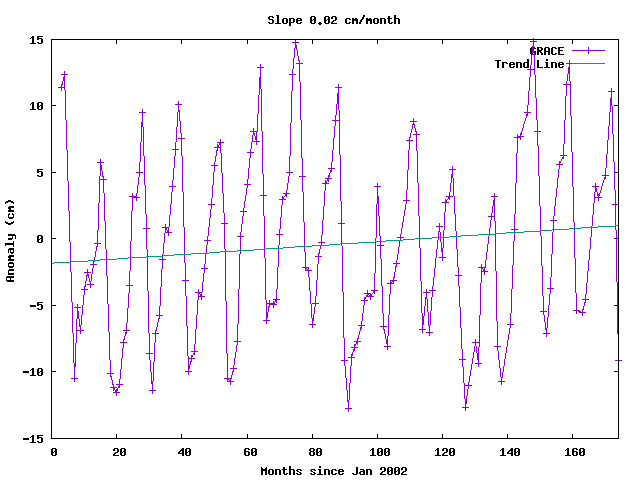 Slope 0.02 cm/month
GRACE
Trend Line
15
10
5
0
-5
-10
-15
Anomaly (cm)
0 20 40 60 80 100 120 140 160
Months since Jan 2002